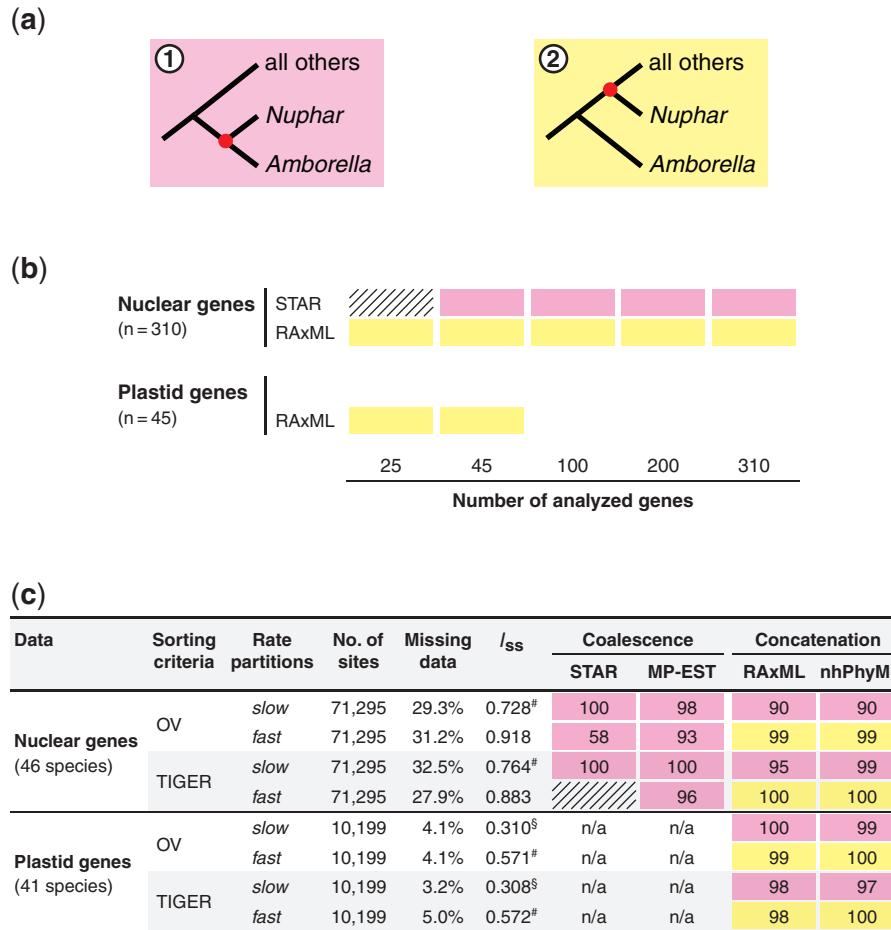 (a)
1 all others
Nuphar
Amborella
2 all others
Nuphar
Amborella
(b)
Nuclear genes
(n = 310)
STAR
RAxML
Plastid genes
(n = 45)
RAxML
25 45 100 200 310
Number of analyzed genes
(c)
Data Sorting criteria Rate partitions No. of sites Missing data Iss Coalescence Concatenation
STAR MP-EST RAxML nhPhyM
Nuclear genes
(46 species)
OV slow 71,295 29.3% 0.728# 100 98 90 90
fast 71,295 31.2% 0.918 58 93 99 99
TIGER slow 71,295 32.5% 0.764# 100 100 95 99
fast 71,295 27.9% 0.883 96 100 100
Plastid genes
(41 species)
OV slow 10,199 4.1% 0.310§ n/a n/a 100 99
fast 10,199 4.1% 0.571# n/a n/a 99 100
TIGER slow 10,199 3.2% 0.308§ n/a n/a 98 97
fast 10,199 5.0% 0.572# n/a n/a 98 100